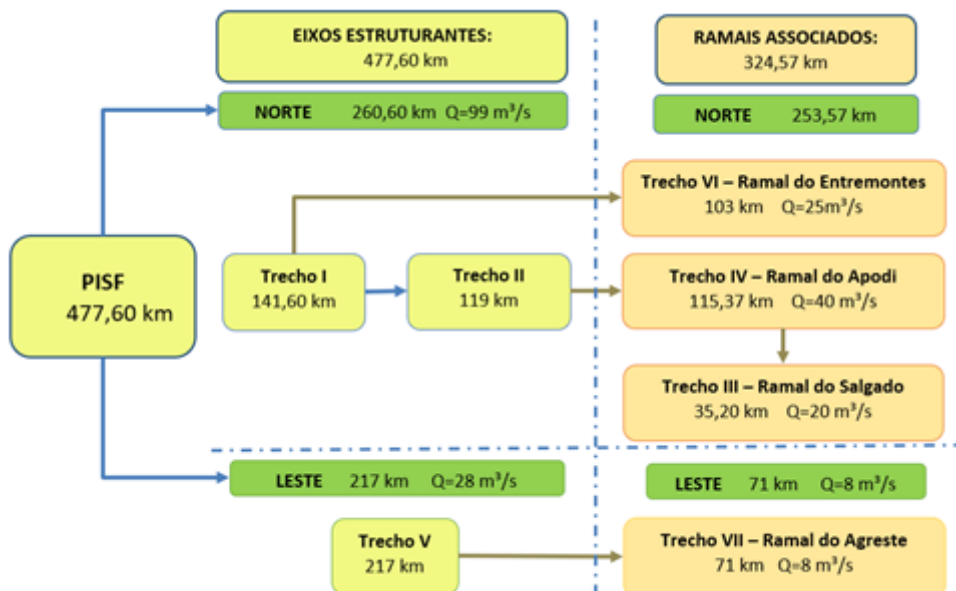 EIXOS ESTRUTURANTES:
477,60 km
RAMAIS ASSOCIADOS:
324,57 km
NORTE 260,60 km Q=99 m³/s
NORTE 253,57 km
Trecho VI – Ramal do Entremontes
103 km Q=25m³/s
PISF
477,60 km
Trecho I
141,60 km
Trecho II
119 km
Trecho IV – Ramal do Apodi
115,37 km Q=40 m³/s
Trecho III – Ramal do Salgado
35,20 km Q=20 m³/s
LESTE 217 km Q=28 m³/s
LESTE 71 km Q=8 m³/s
Trecho V
217 km
Trecho VII – Ramal do Agreste
71 km Q=8 m³/s